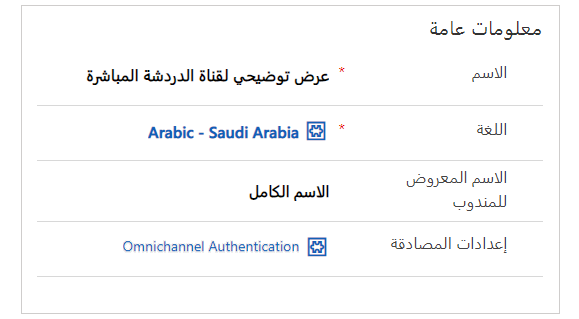 معلومات عامة
الاسم * عرض توضيحي لقناة الدردشة المباشرة
اللغة * Arabic - Saudi Arabia
الاسم المعروض
للمندوب
الاسم الكامل
إعدادات المصادقة Omnichannel Authentication